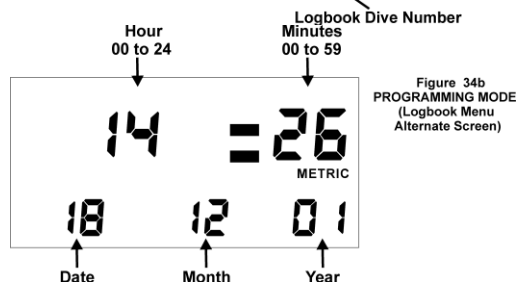 Logbook Dive Number
Hour
00 to 24
Minutes
00 to 59
Figure 34b
PROGRAMMING MODE
(Logbook Menu
Alternate Screen)
14 = 26
METRIC
18 12 01
Date Month Year